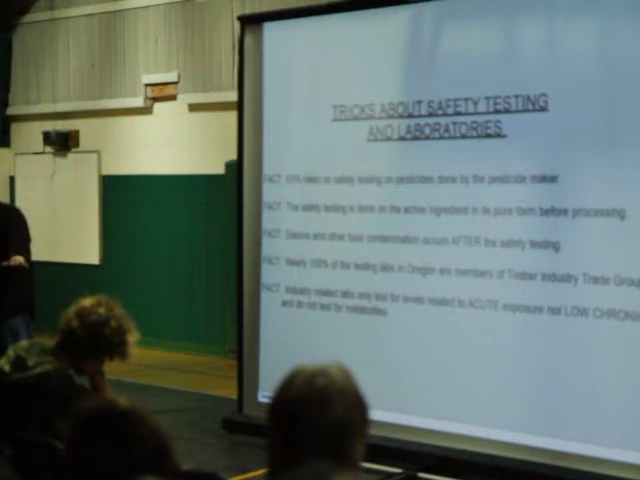 TRICKS ABOUT SAFETY TESTING
AND LABORATORIES
FACT: EPA relies on safety testing on pesticides done by the pesticide maker
FACT: The safety testing is done on the active ingredient in its pure form before processing.
FACT: Dioxins and other toxic contamination occurs AFTER the safety testing
FACT: Nearly 100% of the testing labs in Oregon are members of Timber Industry Trade Group
FACT: Industry related labs only test for levels related to ACUTE exposure not LOW CHRONI
and do not test for metabolites.